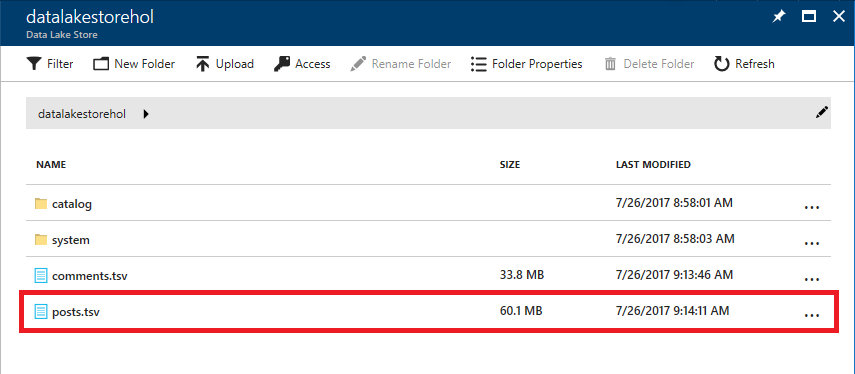 datalakestorehol
Data Lake Store
Filter New Folder Upload Access Rename Folder Folder Properties Delete Folder Refresh
datalakestorehol
NAME SIZE LAST MODIFIED
catalog 7/26/2017 8:58:01 AM ...
system 7/26/2017 8:58:03 AM ...
comments.tsv 33.8 MB 7/26/2017 9:13:46 AM ...
posts.tsv 60.1 MB 7/26/2017 9:14:11 AM ...